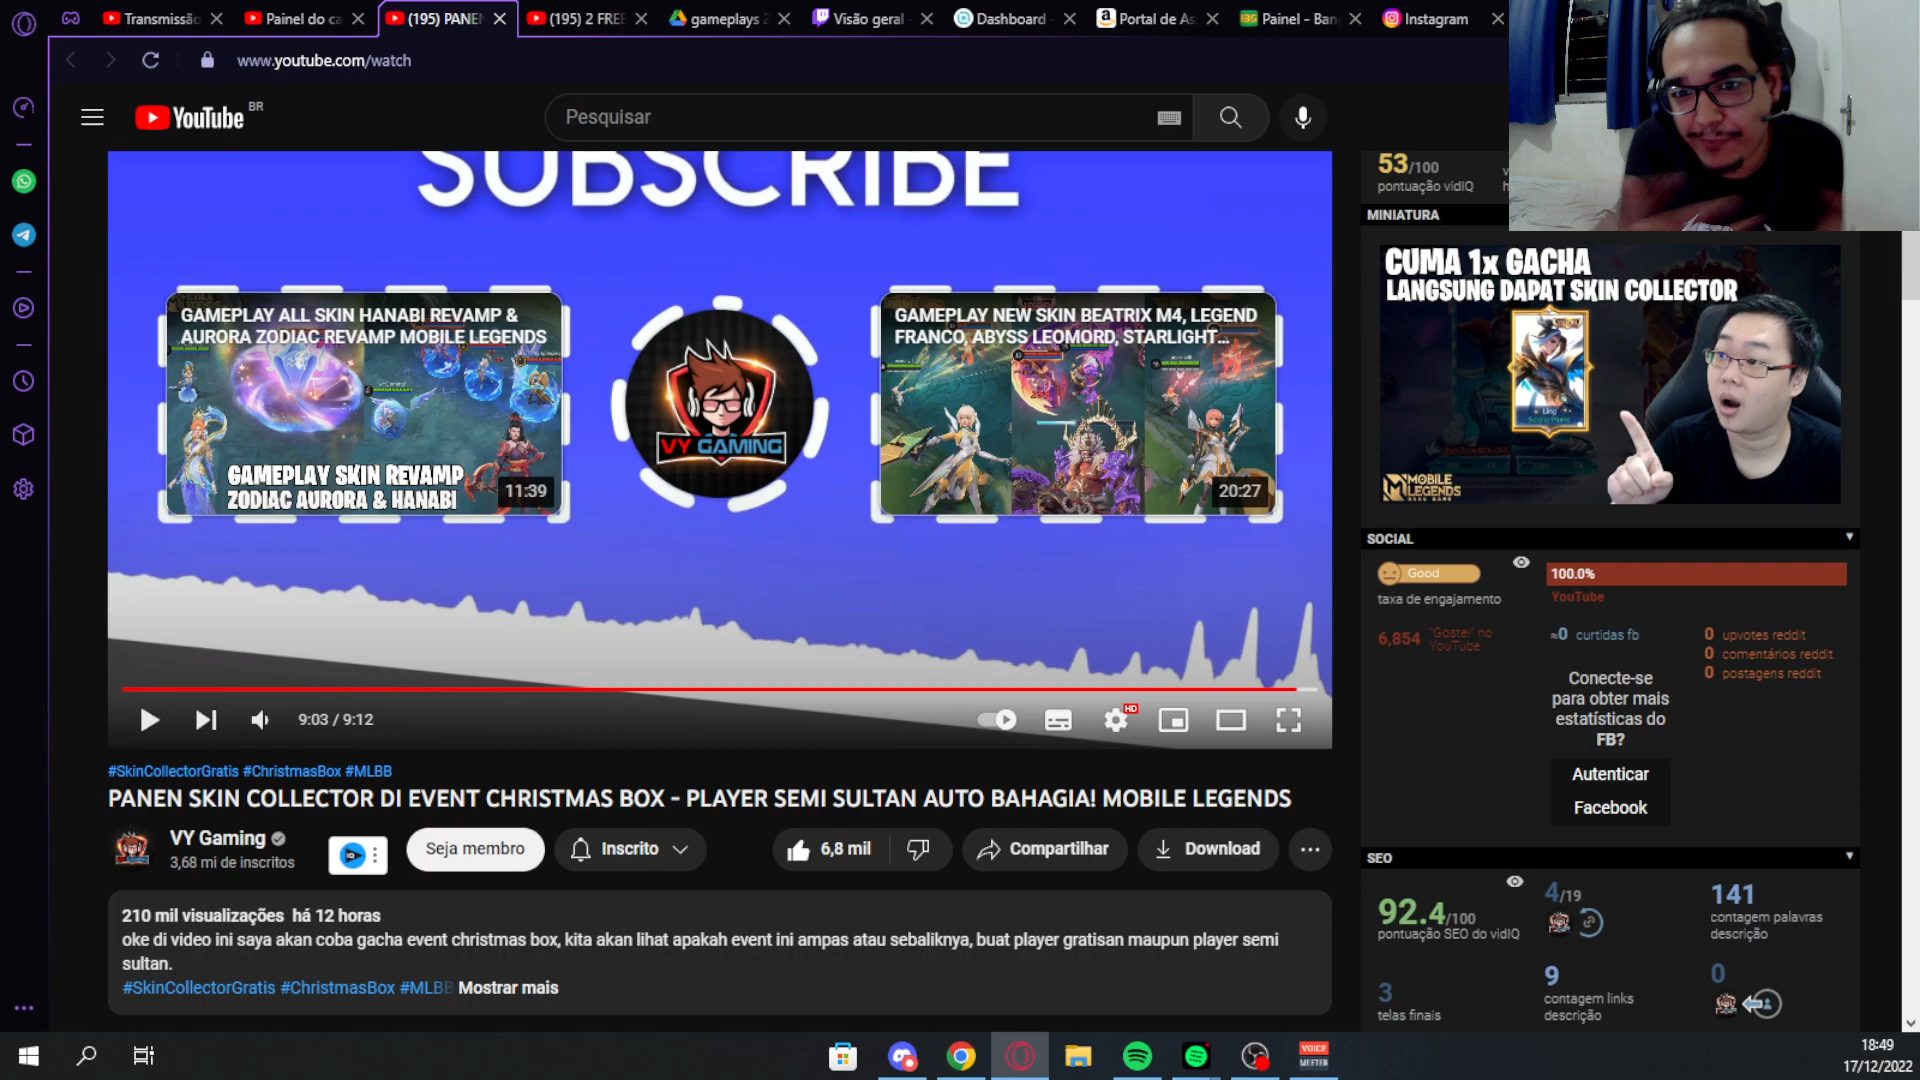 Transmissão
Painel do ca
(195) PANEN
(195) 2 FREE
gameplays 2
Visão geral -
Dashboard -
Portal de As
Painel - Ban
Instagram
www.youtube.com/watch
YouTube BR
Pesquisar
SUBSCRIBE
GAMEPLAY ALL SKIN HANABI REVAMP &
AURORA ZODIAC REVAMP MOBILE LEGENDS
GAMEPLAY SKIN REVAMP
ZODIAC AURORA & HANABI
11:39
VY GAMING
GAMEPLAY NEW SKIN BEATRIX M4, LEGEND
FRANCO, ABYSS LEOMORD, STARLIGHT...
20:27
9:03 / 9:12
HD
#SkinCollectorGratis #ChristmasBox #MLBB
PANEN SKIN COLLECTOR DI EVENT CHRISTMAS BOX - PLAYER SEMI SULTAN AUTO BAHAGIA! MOBILE LEGENDS
VY Gaming
3,68 mi de inscritos
Seja membro
Inscrito
6,8 mil
Compartilhar
Download
210 mil visualizações há 12 horas
oke di video ini saya akan coba gacha event christmas box, kita akan lihat apakah event ini ampas atau sebaliknya, buat player gratisan maupun player semi
sultan.
#SkinCollectorGratis #ChristmasBox #MLBB Mostrar mais
53/100
pontuação vidIQ
MINIATURA
CUMA 1x GACHA
LANGSUNG DAPAT SKIN COLLECTOR
Ling
MOBILE
LEGENDS
BANG BANG
SOCIAL
Good
taxa de engajamento
100.0%
YouTube
6,854 "Gostei" no
YouTube
≈0 curtidas fb
0 upvotes reddit
0 comentários reddit
0 postagens reddit
Conecte-se
para obter mais
estatísticas do
FB?
Autenticar
Facebook
SEO
92.4/100
pontuação SEO do vidIQ
4/19
141
contagem palavras
descrição
3
telas finais
9
contagem links
descrição
0
VOICE
MEETER
18:49
17/12/2022